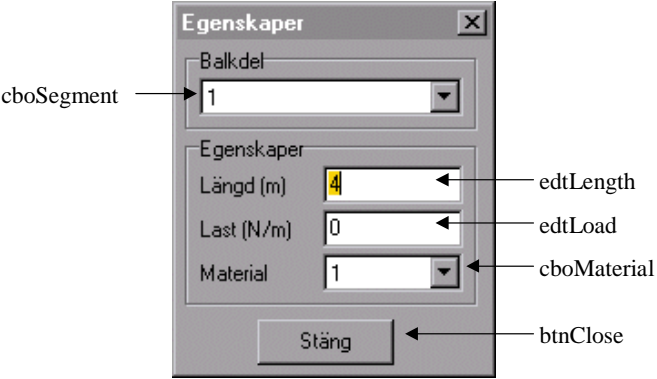 Egenskaper
Balkdel
cboSegment
1
Egenskaper
Längd (m) 4 edtLength
Last (N/m) 0 edtLoad
Material 1 cboMaterial
Stäng btnClose